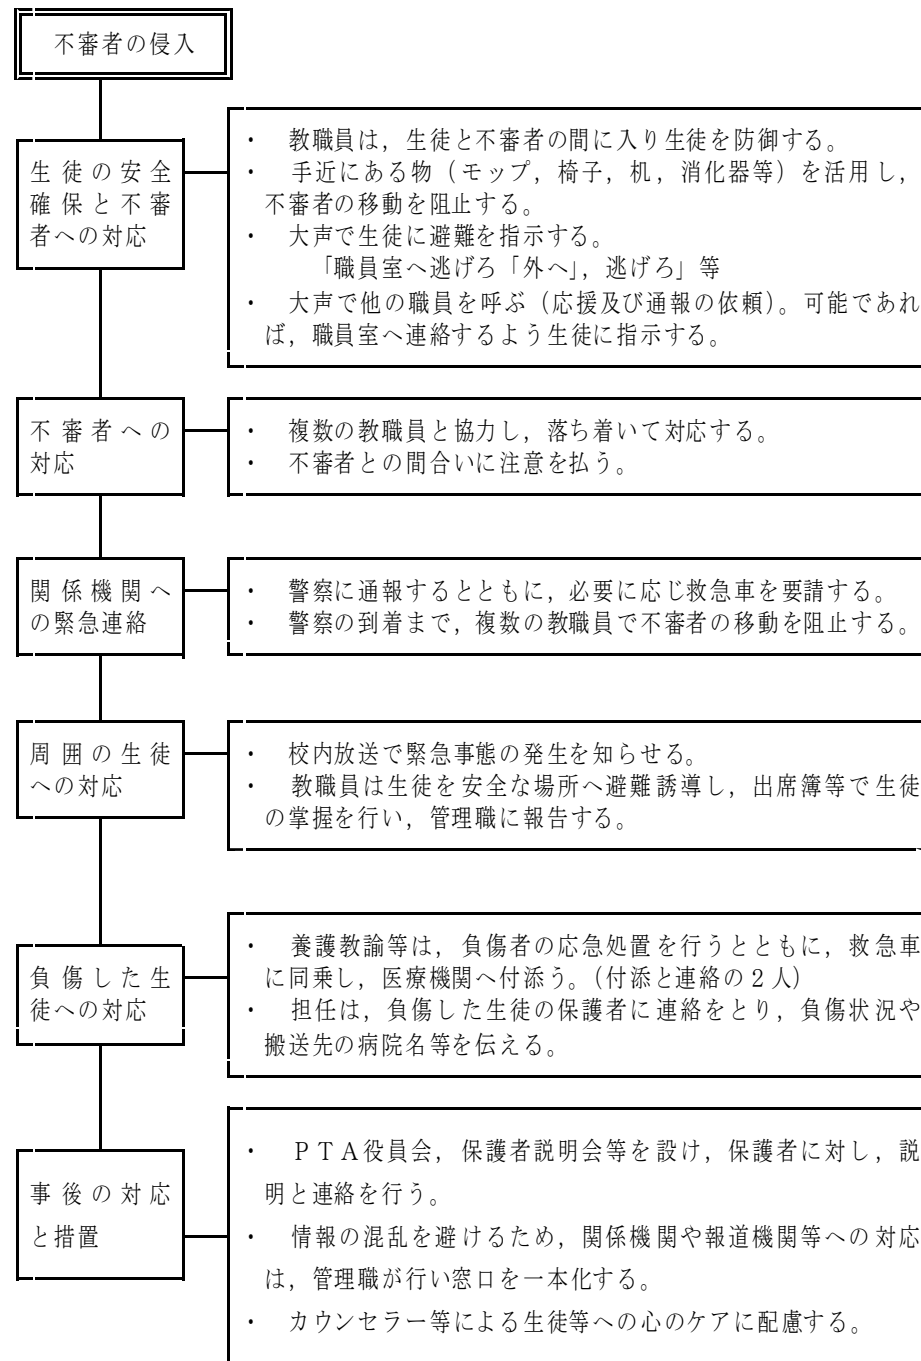 不審者の侵入
生徒の安全
確保と不審
者への対応
・　教職員は，生徒と不審者の間に入り生徒を防御する。
・　手近にある物（モップ，椅子，机，消化器等）を活用し，
不審者の移動を阻止する。
・　大声で生徒に避難を指示する。
「職員室へ逃げろ「外へ」，逃げろ」等
・　大声で他の職員を呼ぶ（応援及び通報の依頼）。可能であれ
ば，職員室へ連絡するよう生徒に指示する。
不審者への
対応
・　複数の教職員と協力し，落ち着いて対応する。
・　不審者との間合いに注意を払う。
関係機関へ
の緊急連絡
・　警察に通報するとともに，必要に応じ救急車を要請する。
・　警察の到着まで，複数の教職員で不審者の移動を阻止する。
周囲の生徒
への対応
・　校内放送で緊急事態の発生を知らせる。
・　教職員は生徒を安全な場所へ避難誘導し，出席簿等で生徒
の掌握を行い，管理職に報告する。
負傷した生
徒への対応
・　養護教諭等は，負傷者の応急処置を行うとともに，救急車
に同乗し，医療機関へ付添う。（付添と連絡の２人）
・　担任は，負傷した生徒の保護者に連絡をとり，負傷状況や
搬送先の病院名等を伝える。
事後の対応
と措置
・　ＰＴＡ役員会，保護者説明会等を設け，保護者に対し，説
明と連絡を行う。
・　情報の混乱を避けるため，関係機関や報道機関等への対応
は，管理職が行い窓口を一本化する。
・　カウンセラー等による生徒等への心のケアに配慮する。